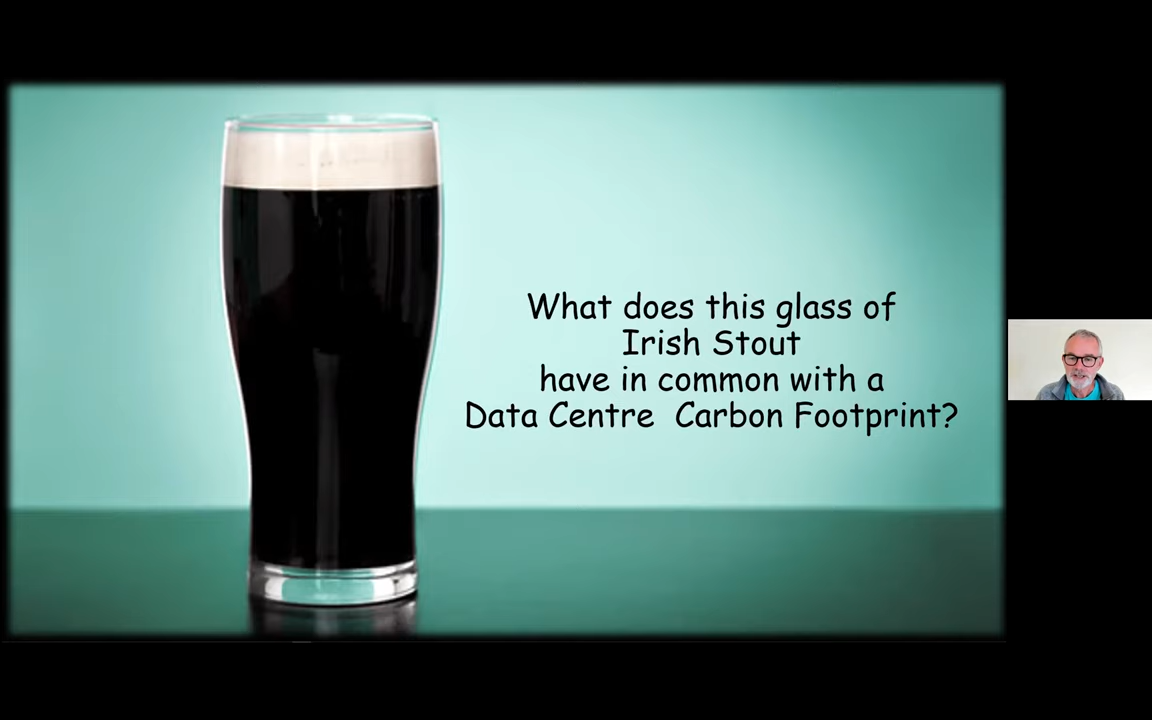 What does this glass of
Irish Stout
have in common with a
Data Centre  Carbon Footprint?